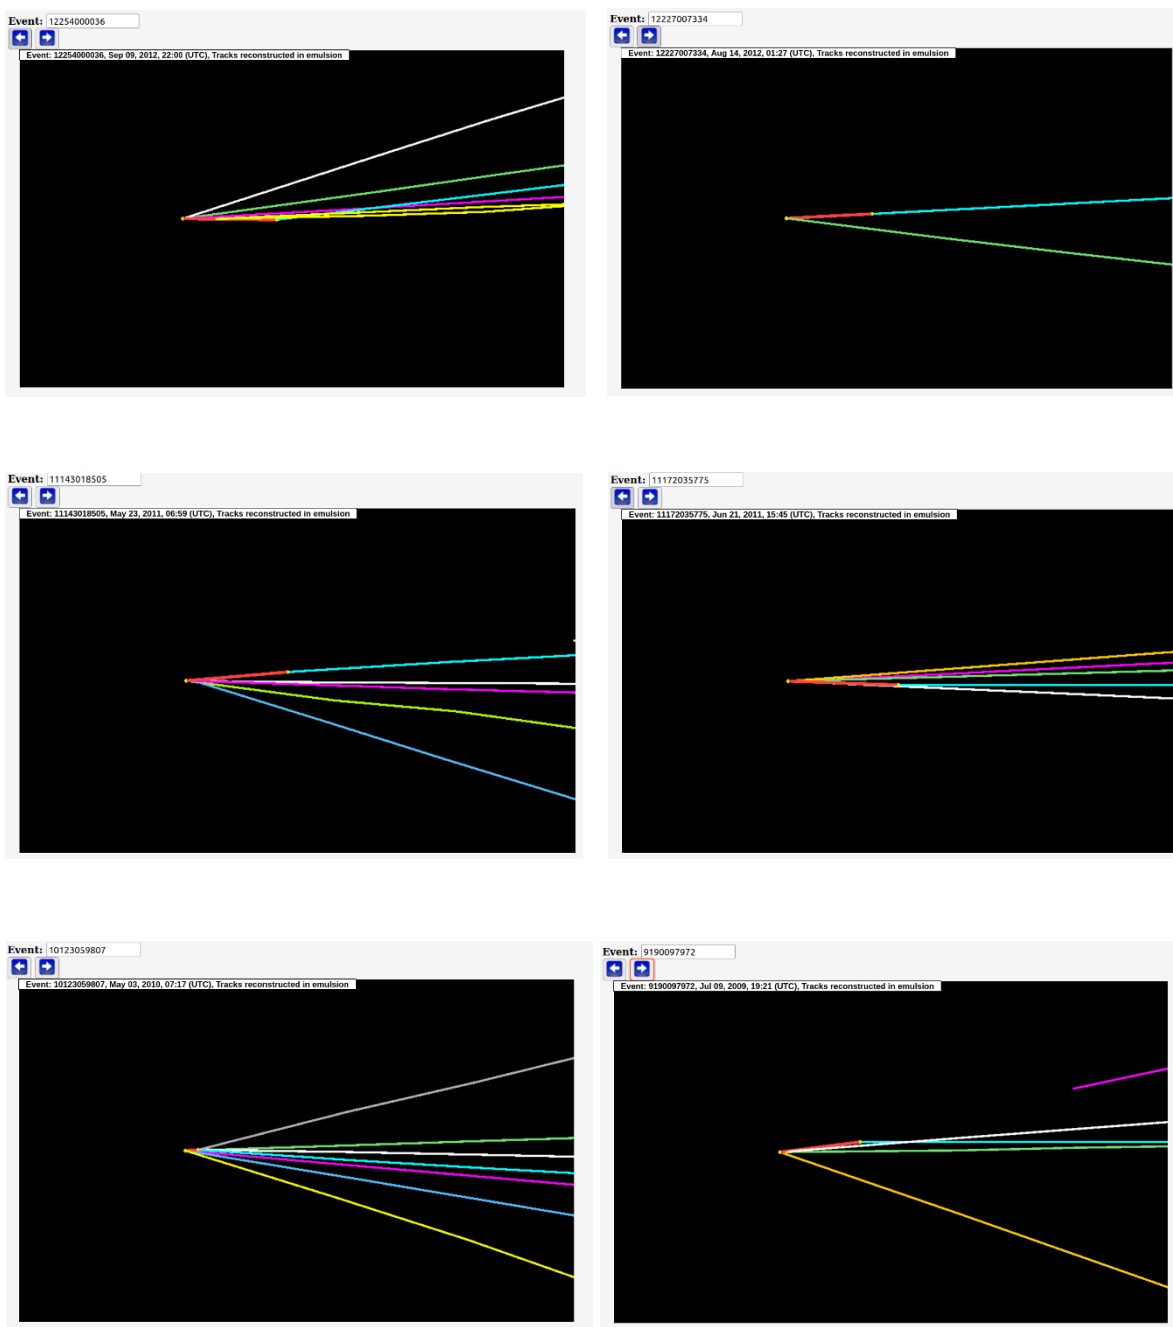 Event: 12254000036
Event: 12254000036, Sep 09, 2012, 22:00 (UTC), Tracks reconstructed in emulsion
Event: 12227007334
Event: 12227007334, Aug 14, 2012, 01:27 (UTC), Tracks reconstructed in emulsion
Event: 11143018505
Event: 11143018505, May 23, 2011, 06:59 (UTC), Tracks reconstructed in emulsion
Event: 11172035775
Event: 11172035775, Jun 21, 2011, 15:45 (UTC), Tracks reconstructed in emulsion
Event: 10123059807
Event: 10123059807, May 03, 2010, 07:17 (UTC), Tracks reconstructed in emulsion
Event: 9190097972
Event: 9190097972, Jul 09, 2009, 19:21 (UTC), Tracks reconstructed in emulsion